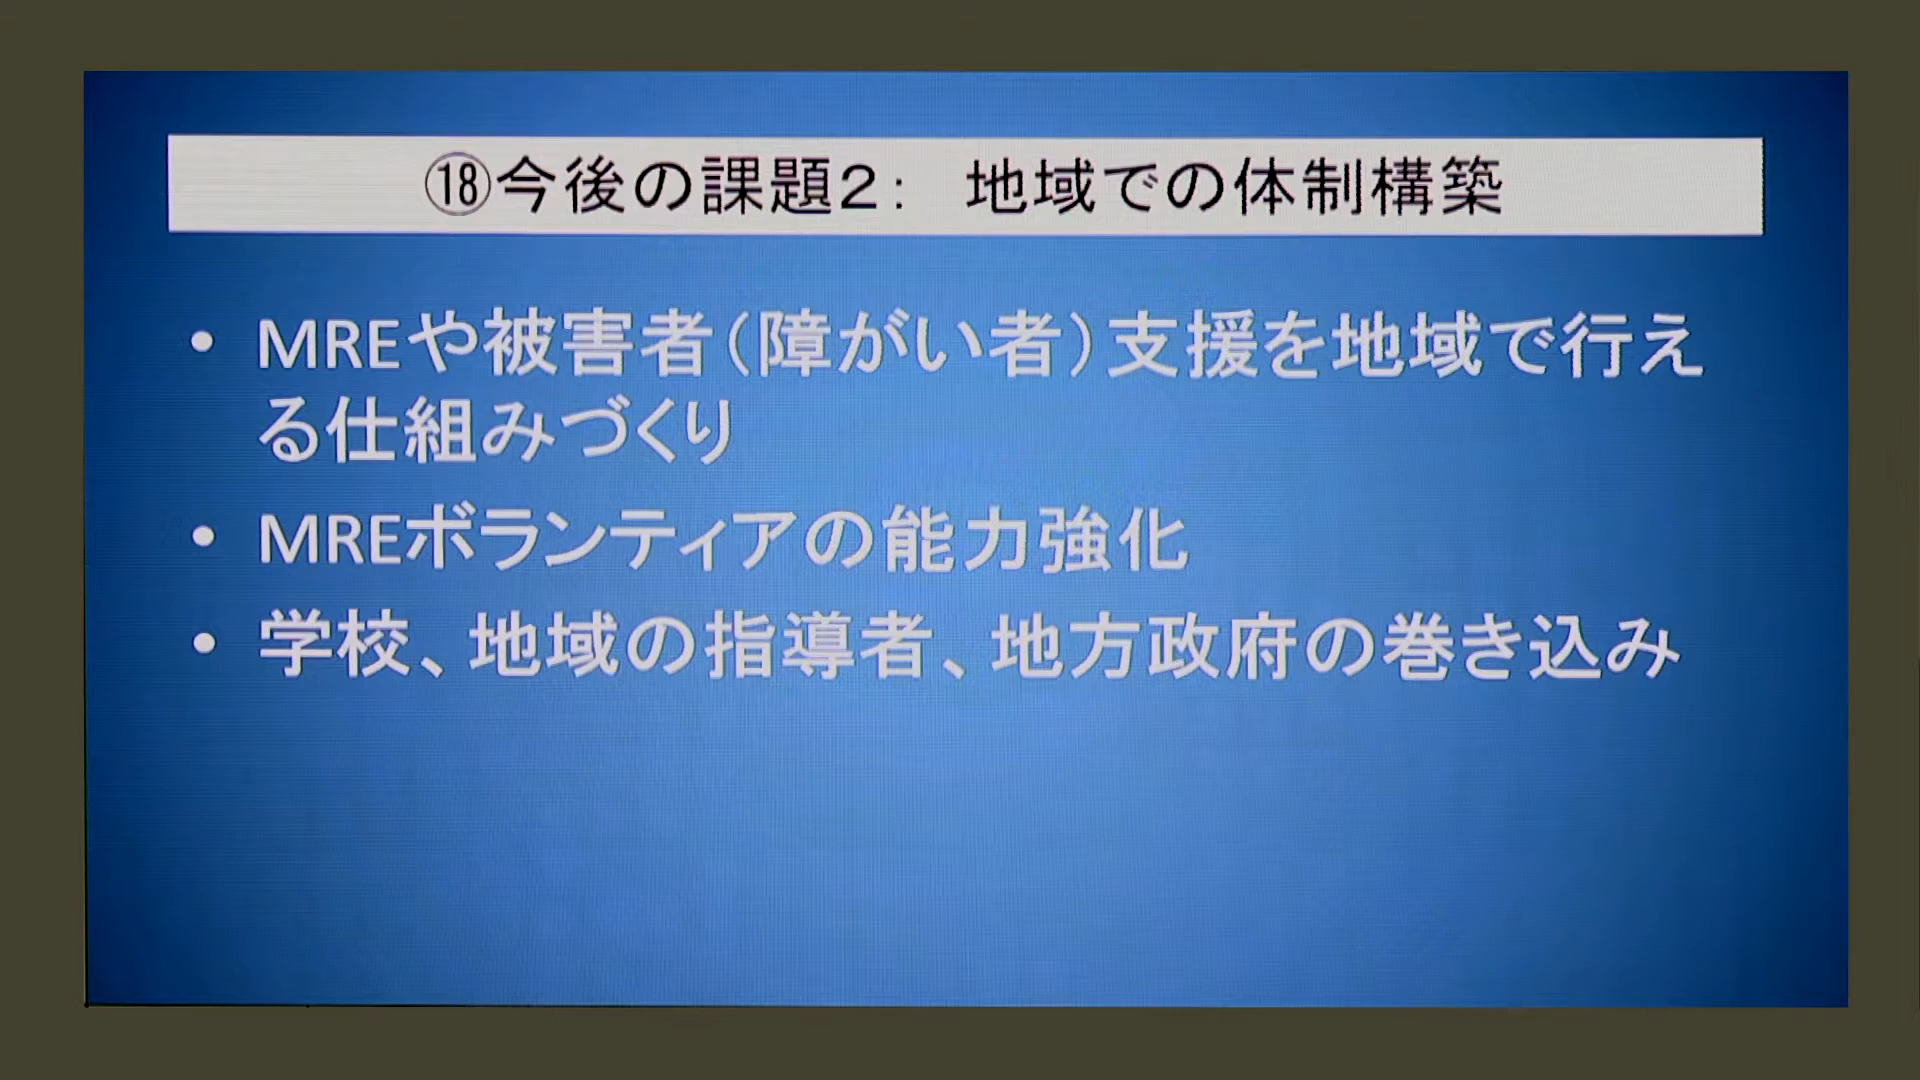 ⑱今後の課題２：　地域での体制構築
• MREや被害者（障がい者）支援を地域で行え
る仕組みづくり
• MREボランティアの能力強化
• 学校、地域の指導者、地方政府の巻き込み